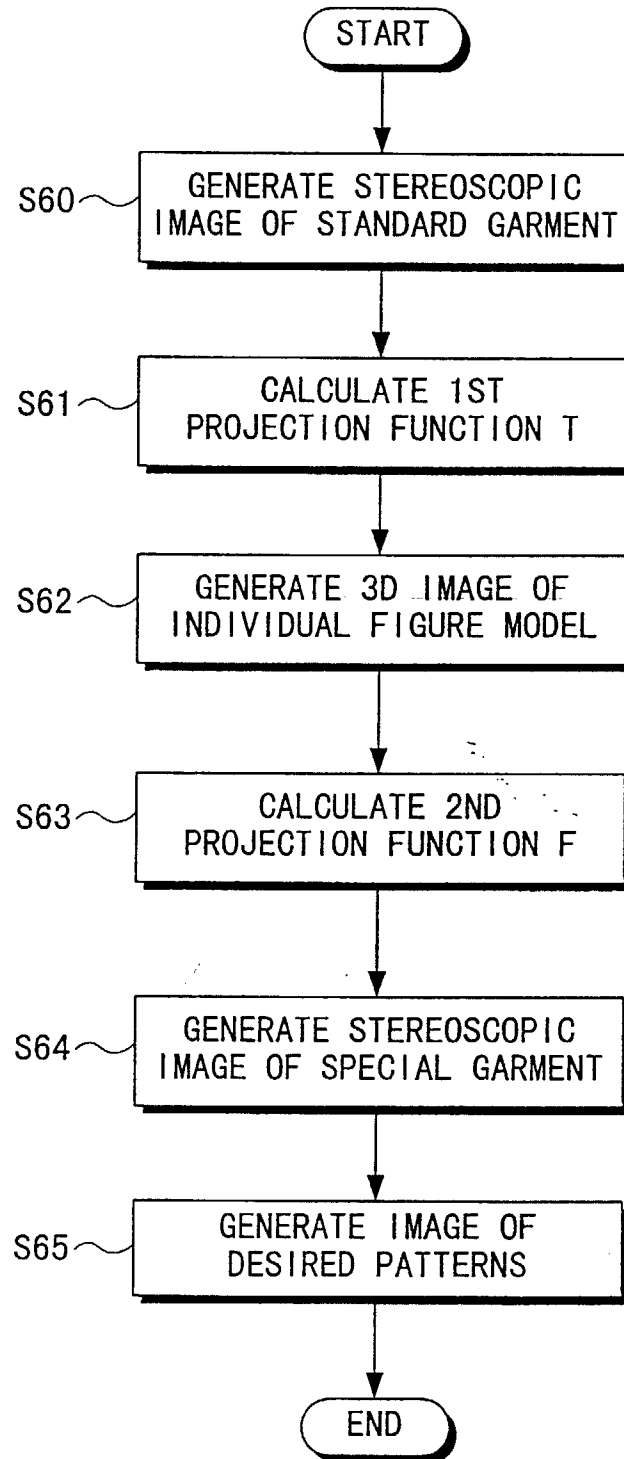 START
S60
GENERATE STEREOSCOPIC
IMAGE OF STANDARD GARMENT
S61
CALCULATE 1ST
PROJECTION FUNCTION T
S62
GENERATE 3D IMAGE OF
INDIVIDUAL FIGURE MODEL
S63
CALCULATE 2ND
PROJECTION FUNCTION F
S64
GENERATE STEREOSCOPIC
IMAGE OF SPECIAL GARMENT
S65
GENERATE IMAGE OF
DESIRED PATTERNS
END